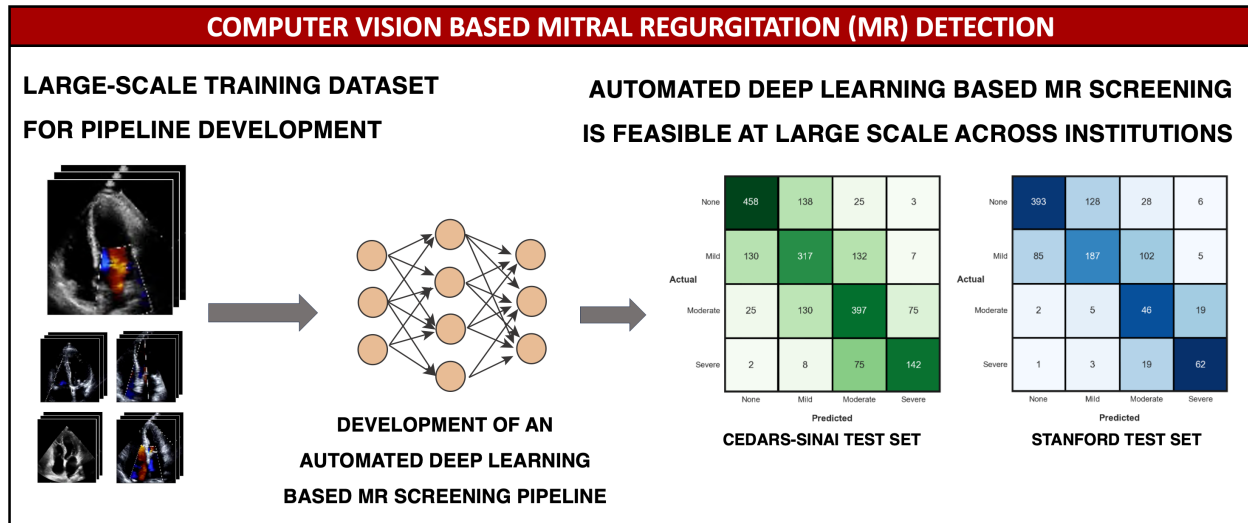 COMPUTER VISION BASED MITRAL REGURGITATION (MR) DETECTION
LARGE-SCALE TRAINING DATASET
FOR PIPELINE DEVELOPMENT
DEVELOPMENT OF AN
AUTOMATED DEEP LEARNING
BASED MR SCREENING PIPELINE
AUTOMATED DEEP LEARNING BASED MR SCREENING
IS FEASIBLE AT LARGE SCALE ACROSS INSTITUTIONS
None 458 138 25 3
Mild 130 317 132 7
Actual
Moderate 25 130 397 75
Severe 2 8 75 142
None Mild Moderate Severe
Predicted
CEDARS-SINAI TEST SET
None 393 128 28 6
Mild 85 187 102 5
Actual
Moderate 2 5 46 19
Severe 1 3 19 62
None Mild Moderate Severe
Predicted
STANFORD TEST SET